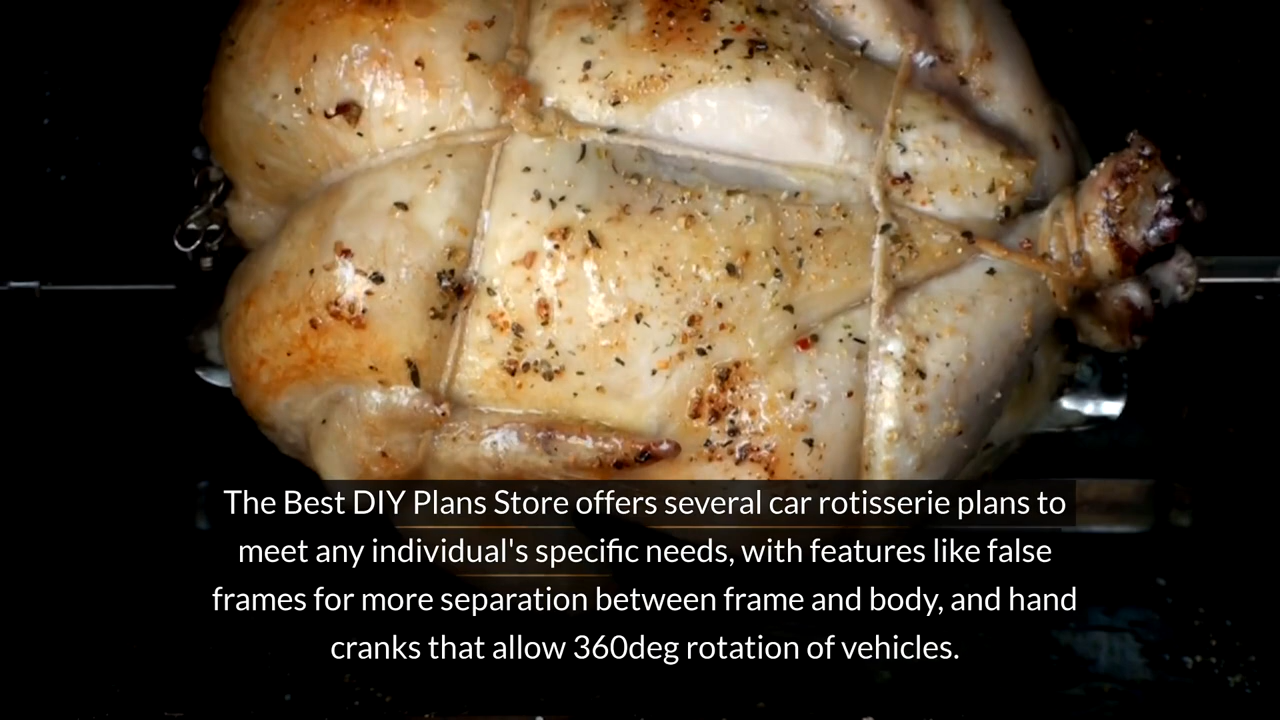 The Best DIY Plans Store offers several car rotisserie plans to
meet any individual's specific needs, with features like false
frames for more separation between frame and body, and hand
cranks that allow 360deg rotation of vehicles.